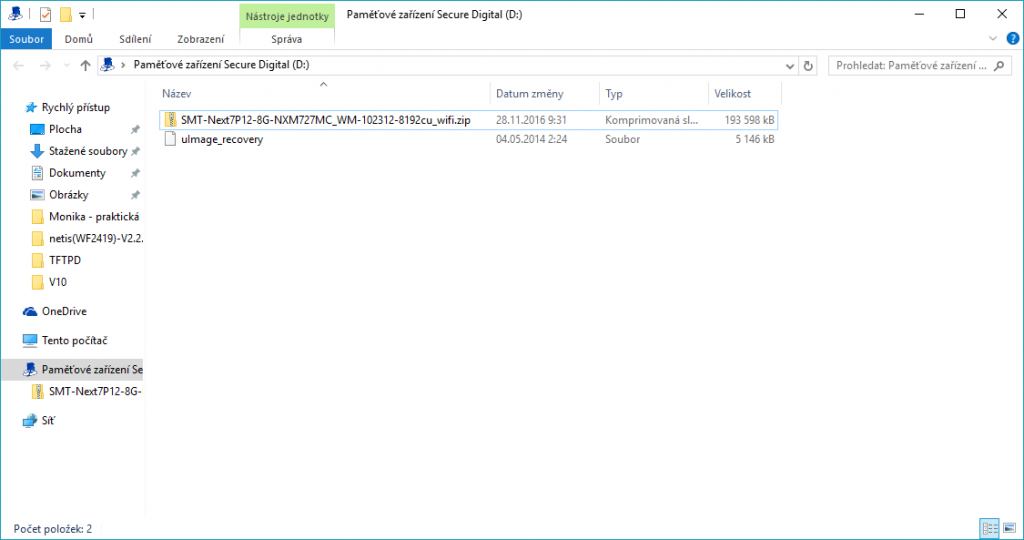 Nástroje jednotky
Paměťové zařízení Secure Digital (D:)
Soubor
Domů
Sdílení
Zobrazení
Správa
Paměťové zařízení Secure Digital (D:)
Prohledat: Paměťové zařízení ...
Název
Datum změny
Typ
Velikost
SMT-Next7P12-8G-NXM727MC_WM-102312-8192cu_wifi.zip
28.11.2016 9:31
Komprimovaná sl...
193 598 kB
uImage_recovery
04.05.2014 2:24
Soubor
5 146 kB
Rychlý přístup
Plocha
Stažené soubory
Dokumenty
Obrázky
Monika - praktická
netis(WF2419)-V2.2.
TFTPD
V10
OneDrive
Tento počítač
Paměťové zařízení Se
SMT-Next7P12-8G-
Síť
Počet položek: 2